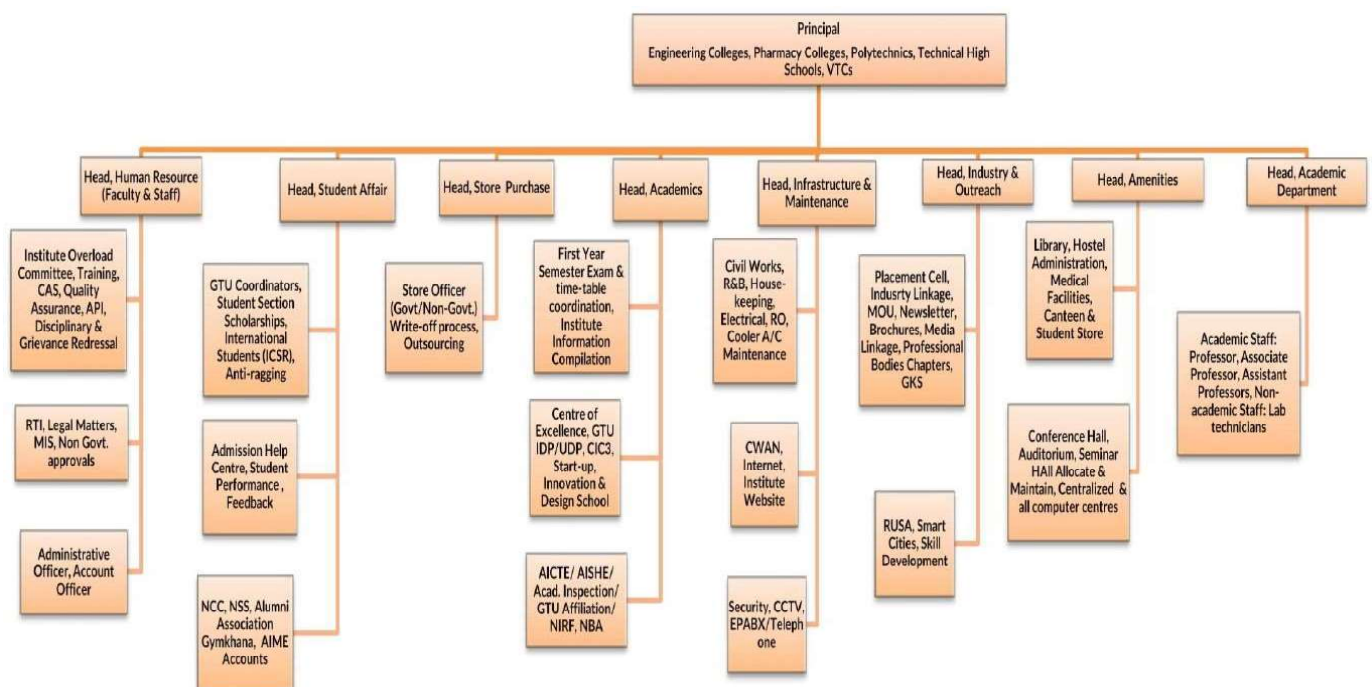 Principal
Engineering Colleges, Pharmacy Colleges, Polytechnics, Technical High
Schools, VTCs
Head, Human Resource
(Faculty & Staff)
Head, Student Affair
Head, Store Purchase
Head, Academics
Head, Infrastructure &
Maintenance
Head, Industry &
Outreach
Head, Amenities
Head, Academic
Department
Institute Overload
Committee, Training,
CAS, Quality
Assurance, API,
Disciplinary &
Grievance Redressal
RTI, Legal Matters,
MIS, Non Govt.
approvals
Administrative
Officer, Account
Officer
GTU Coordinators,
Student Section
Scholarships,
International
Students (ICSR),
Anti-ragging
Admission Help
Centre, Student
Performance ,
Feedback
NCC, NSS, Alumni
Association
Gymkhana, AIME
Accounts
Store Officer
(Govt/Non-Govt.)
Write-off process,
Outsourcing
First Year
Semester Exam &
time-table
coordination,
Institute
Information
Compilation
Centre of
Excellence, GTU
IDP/UDP, CIC3,
Start-up,
Innovation &
Design School
AICTE/ AISHE/
Acad. Inspection/
GTU Affiliation/
NIRF, NBA
Civil Works,
R&B, House-
keeping,
Electrical, RO,
Cooler A/C
Maintenance
CWAN, Internet,
Institute
Website
Security, CCTV,
EPABX/Teleph
one
Placement Cell,
Indusrty Linkage,
MOU, Newsletter,
Brochures, Media
Linkage, Professional
Bodies Chapters,
GKS
RUSA, Smart
Cities, Skill
Development
Library, Hostel
Administration,
Medical
Facilities,
Canteen &
Student Store
Conference Hall,
Auditorium, Seminar
HAll Allocate &
Maintain, Centralized &
all computer centres
Academic Staff:
Professor, Associate
Professor, Assistant
Professors, Non-
academic Staff: Lab
technicians